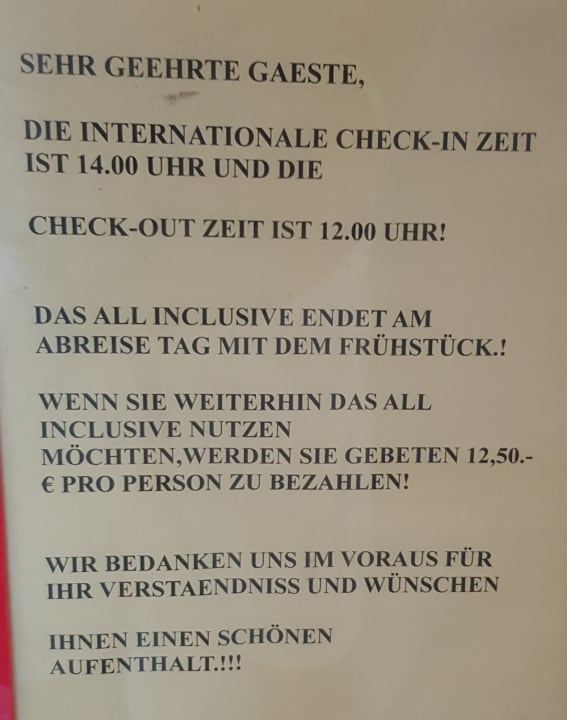 SEHR GEEHRTE GAESTE,
DIE INTERNATIONALE CHECK-IN ZEIT
IST 14.00 UHR UND DIE
CHECK-OUT ZEIT IST 12.00 UHR!
DAS ALL INCLUSIVE ENDET AM
ABREISE TAG MIT DEM FRÜHSTÜCK.!
WENN SIE WEITERHIN DAS ALL
INCLUSIVE NUTZEN
MÖCHTEN,WERDEN SIE GEBETEN 12,50.-
€ PRO PERSON ZU BEZAHLEN!
WIR BEDANKEN UNS IM VORAUS FÜR
IHR VERSTAENDNISS UND WÜNSCHEN
IHNEN EINEN SCHÖNEN
AUFENTHALT.!!!